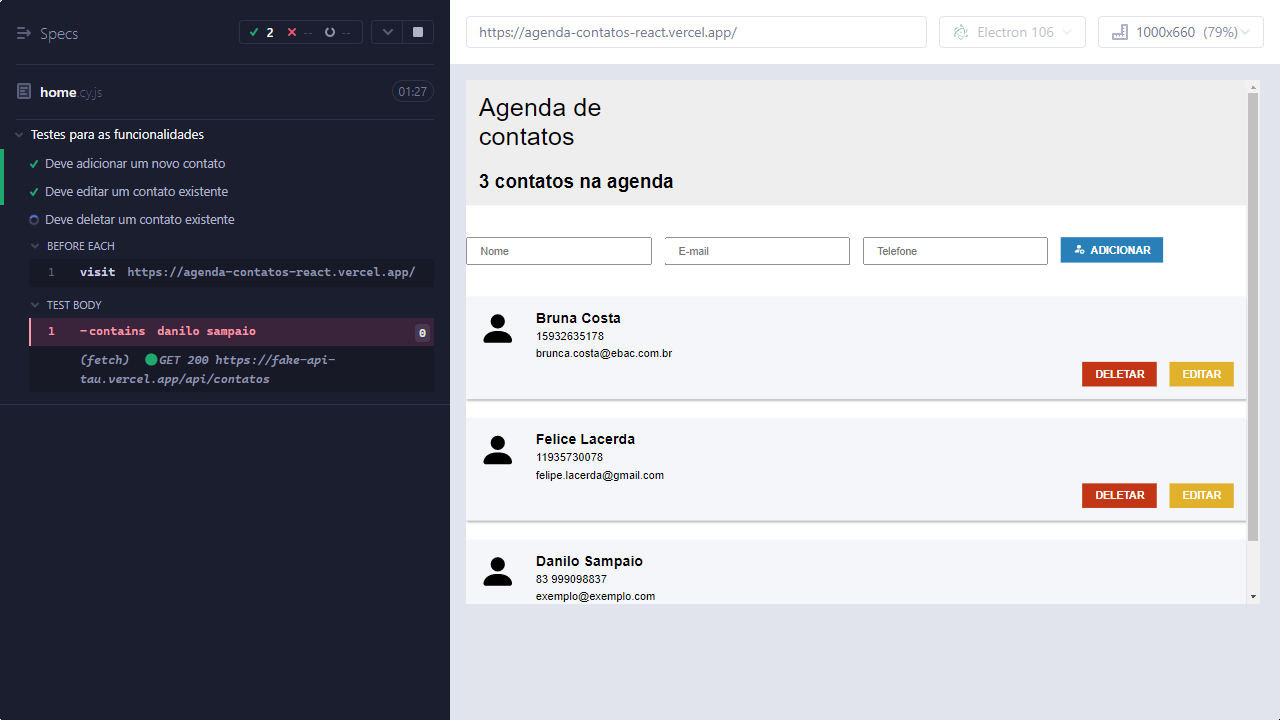 Specs
2
--
--
home.cy.js
01:27
Testes para as funcionalidades
Deve adicionar um novo contato
Deve editar um contato existente
Deve deletar um contato existente
BEFORE EACH
1 visit https://agenda-contatos-react.vercel.app/
TEST BODY
1 -contains danilo sampaio 0
(fetch) GET 200 https://fake-api-
tau.vercel.app/api/contatos
https://agenda-contatos-react.vercel.app/
Electron 106
1000x660 (79%)
Agenda de
contatos
3 contatos na agenda
Nome
E-mail
Telefone
ADICIONAR
Bruna Costa
15932635178
brunca.costa@ebac.com.br
DELETAR
EDITAR
Felice Lacerda
11935730078
felipe.lacerda@gmail.com
DELETAR
EDITAR
Danilo Sampaio
83 999098837
exemplo@exemplo.com